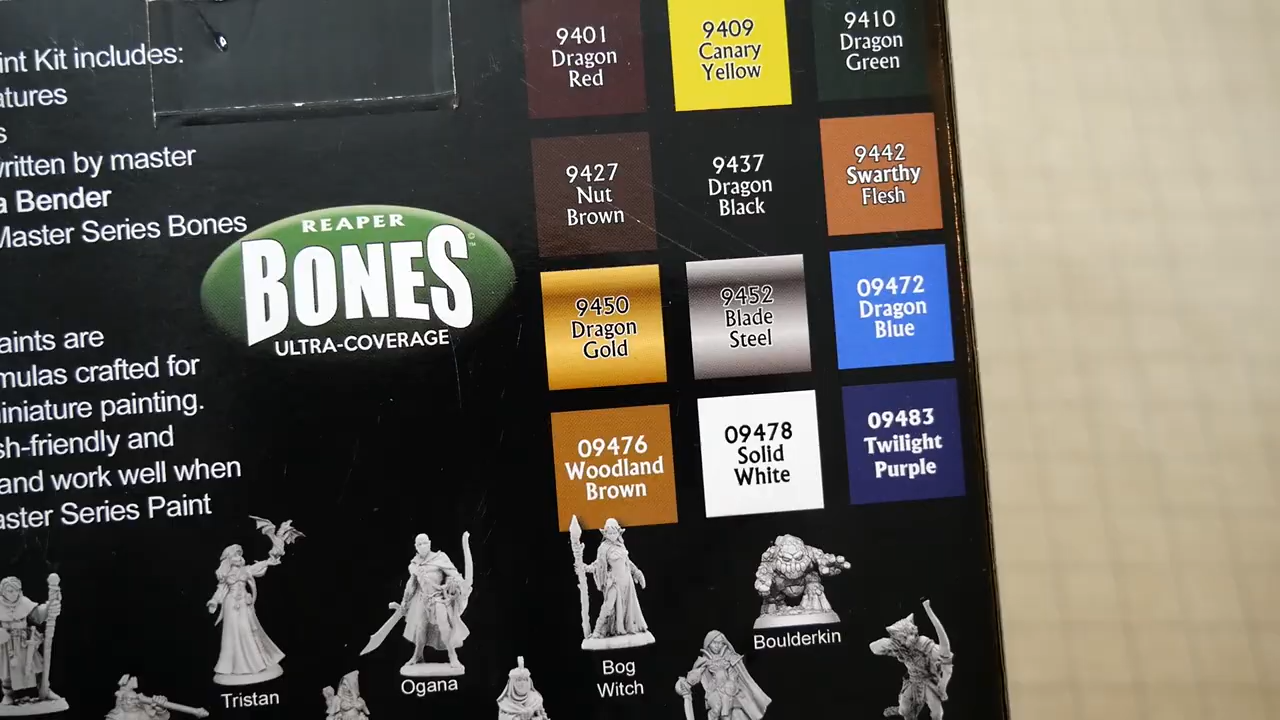 int Kit includes:
atures
s
written by master
a Bender
Master Series Bones
REAPER
BONES
TM
ULTRA-COVERAGE
aints are
mulas crafted for
iniature painting.
sh-friendly and
and work well when
aster Series Paint
9401
Dragon
Red
9409
Canary
Yellow
9410
Dragon
Green
9427
Nut
Brown
9437
Dragon
Black
9442
Swarthy
Flesh
9450
Dragon
Gold
9452
Blade
Steel
09472
Dragon
Blue
09476
Woodland
Brown
09478
Solid
White
09483
Twilight
Purple
Tristan
Ogana
Bog
Witch
Boulderkin